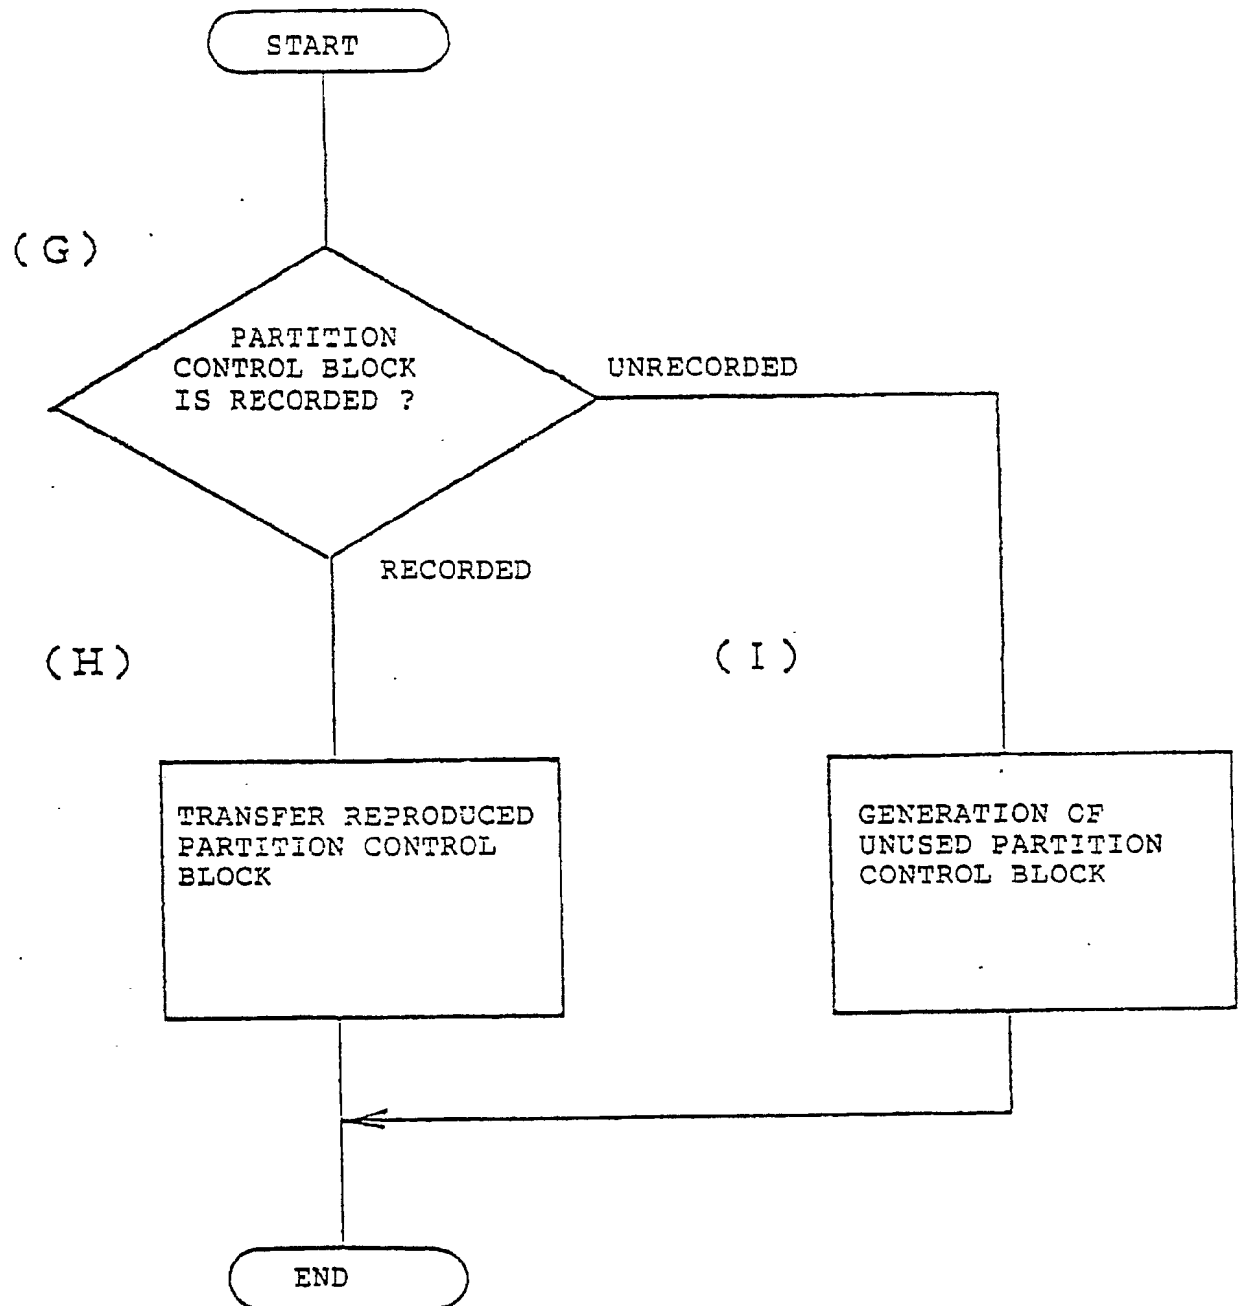 START
(G)
PARTITION
CONTROL BLOCK
IS RECORDED ?
UNRECORDED
RECORDED
(H)
(I)
TRANSFER REPRODUCED
PARTITION CONTROL
BLOCK
GENERATION OF
UNUSED PARTITION
CONTROL BLOCK
END